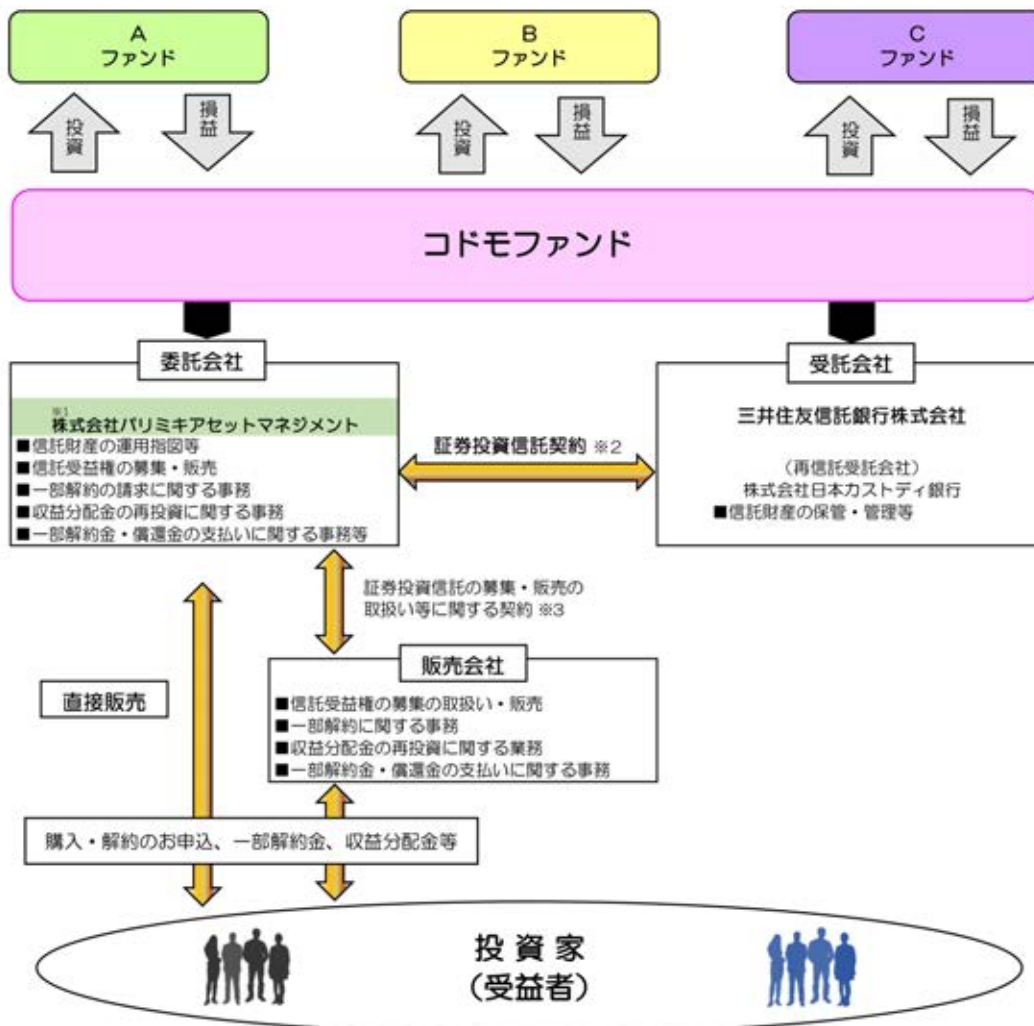 A
ファンド
B
ファンド
C
ファンド
投資
損益
投資
損益
投資
損益
コドモファンド
委託会社
※1
株式会社パリミキアセットマネジメント
■信託財産の運用指図等
■信託受益権の募集・販売
■一部解約の請求に関する事務
■収益分配金の再投資に関する事務
■一部解約金・償還金の支払いに関する事務等
証券投資信託契約 ※2
受託会社
三井住友信託銀行株式会社
（再信託受託会社）
株式会社日本カストディ銀行
■信託財産の保管・管理等
証券投資信託の募集・販売の
取扱い等に関する契約 ※3
直接販売
販売会社
■信託受益権の募集の取扱い・販売
■一部解約に関する事務
■収益分配金の再投資に関する業務
■一部解約金・償還金の支払いに関する事務
購入・解約のお申込、一部解約金、収益分配金等
投資家
（受益者）